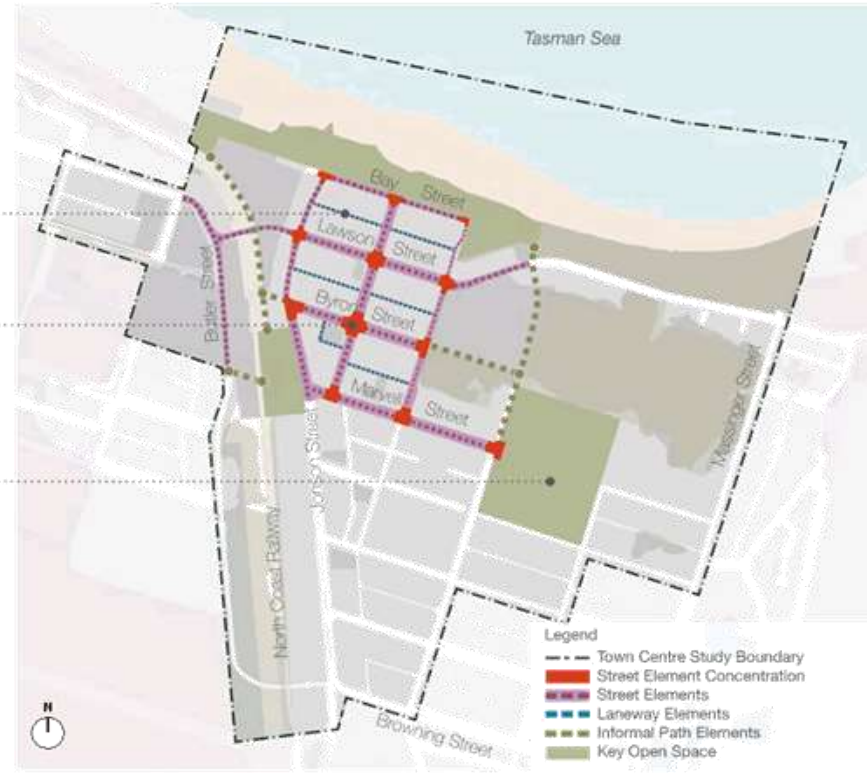 Tasman Sea
Bay Street
Lawson Street
Byron Street
Butler Street
Marvell Street
Massinger Street
Jonson Street
North Coast Railway
Browning Street
N
Legend
Town Centre Study Boundary
Street Element Concentration
Street Elements
Laneway Elements
Informal Path Elements
Key Open Space